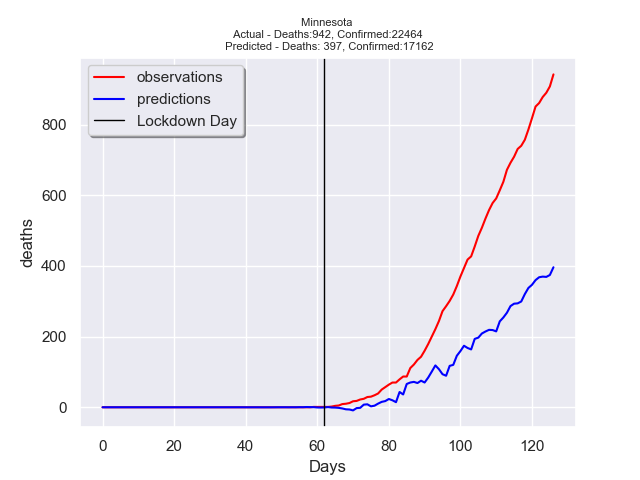 Minnesota
Actual - Deaths:942, Confirmed:22464
Predicted - Deaths: 397, Confirmed:17162
observations
predictions
Lockdown Day
deaths
800
600
400
200
0
0 20 40 60 80 100 120
Days